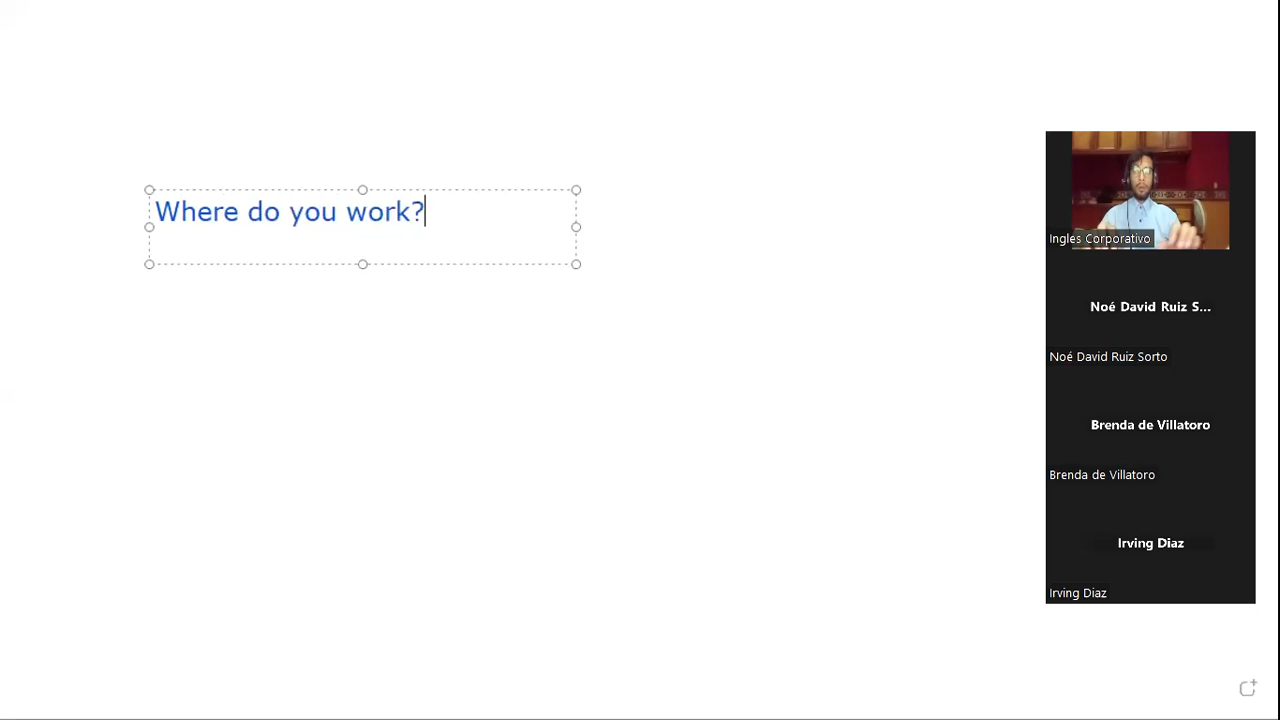 Where do you work?
Ingles Corporativo
Noé David Ruiz S...
Noé David Ruiz Sorto
Brenda de Villatoro
Brenda de Villatoro
Irving Diaz
Irving Diaz